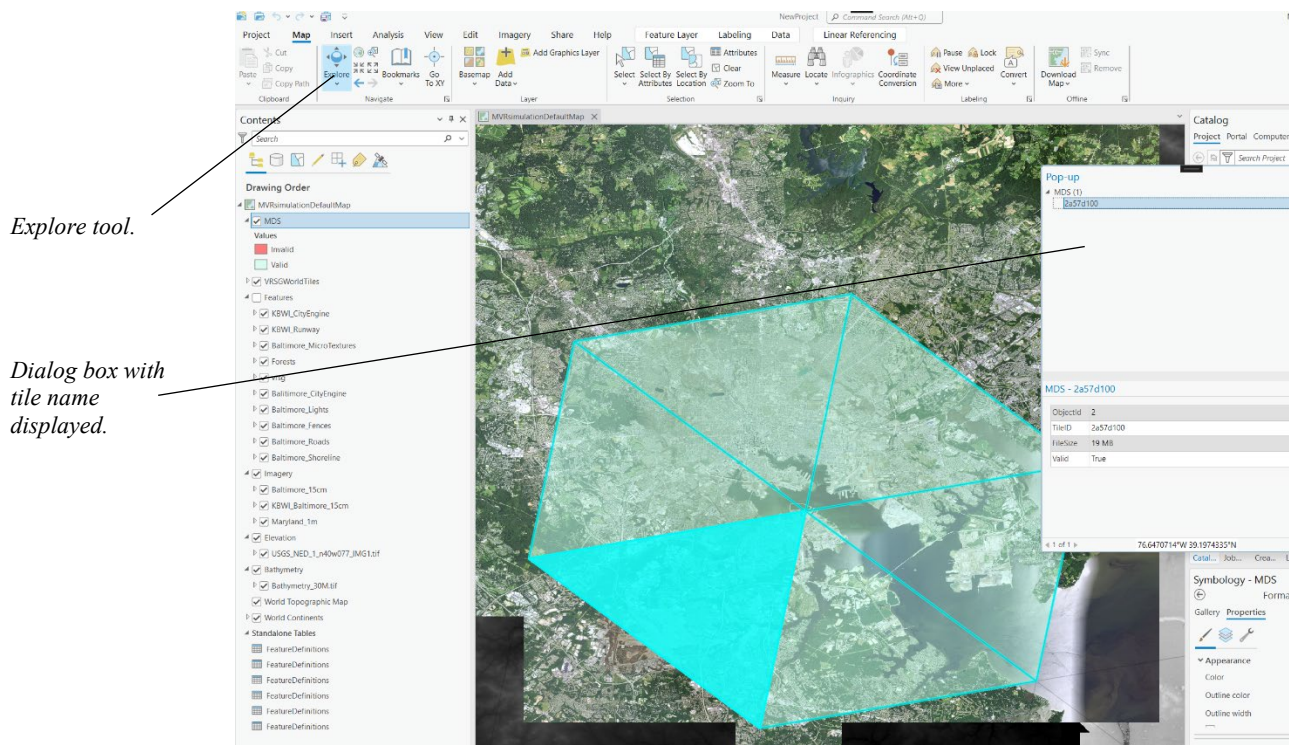 NewProject
Command Search (Alt+Q)
Project Map Insert Analysis View Edit Imagery Share Help Feature Layer Labeling Data Linear Referencing
Paste
Cut
Copy
Copy Path
Clipboard
Explore
Bookmarks
Go To XY
Navigate
Basemap
Add Data
Add Graphics Layer
Layer
Select
Select By Attributes
Select By Location
Attributes
Clear
Zoom To
Selection
Measure
Locate
Infographics
Coordinate Conversion
Inquiry
Pause
Lock
View Unplaced
More
Convert
Labeling
Download Map
Sync
Remove
Offline
Explore tool.
Dialog box with
tile name
displayed.
Contents
Search
Drawing Order
MVRsimulationDefaultMap
MDS
Values
Invalid
Valid
VRSGWorldTiles
Features
KBWI_CityEngine
KBWI_Runway
Baltimore_MicroTextures
Forests
Baliltimore_CityEngine
Baltimore_Lights
Baltimore_Fences
Baltimore_Roads
Baltimore_Shoreline
Imagery
Baltimore_15cm
KBWI_Baltimore_15cm
Maryland_1m
Elevation
USGS_NED_1_n40w077_IMG1.tif
Bathymetry
Bathymetry_30M.tif
World Topographic Map
World Continents
Standalone Tables
FeatureDefinitions
FeatureDefinitions
FeatureDefinitions
FeatureDefinitions
FeatureDefinitions
FeatureDefinitions
MVRsimulationDefaultMap
Catalog
Project Portal Computer
Search Project
Pop-up
MDS (1)
2a57d100
MDS - 2a57d100
ObjectId 2
TileID 2a57d100
FileSize 19 MB
Valid True
1 of 1
76.6470714°W 39.1974335°N
Catal... Job... Crea...
Symbology - MDS
Forma
Gallery Properties
Appearance
Color
Outline color
Outline width